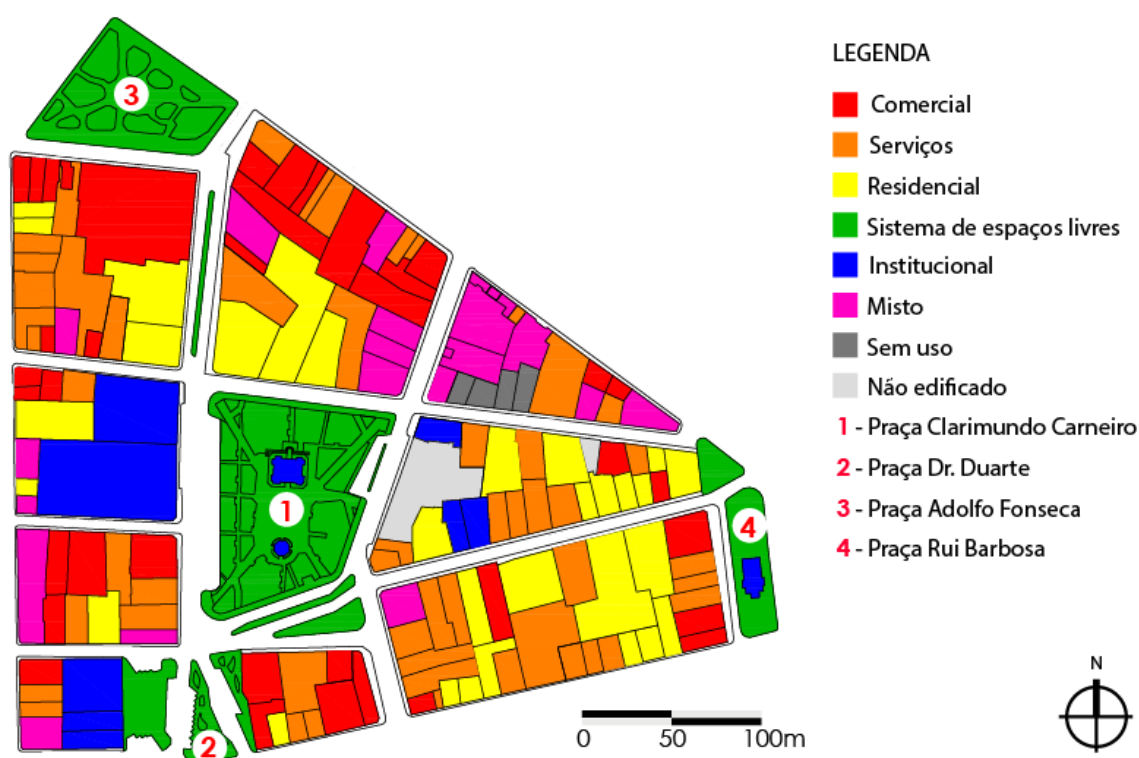 LEGENDA
Comercial
Serviços
Residencial
Sistema de espaços livres
Institucional
Misto
Sem uso
Não edificado
1 - Praça Clarimundo Carneiro
2 - Praça Dr. Duarte
3 - Praça Adolfo Fonseca
4 - Praça Rui Barbosa
3
1
4
2
N
0 50 100m